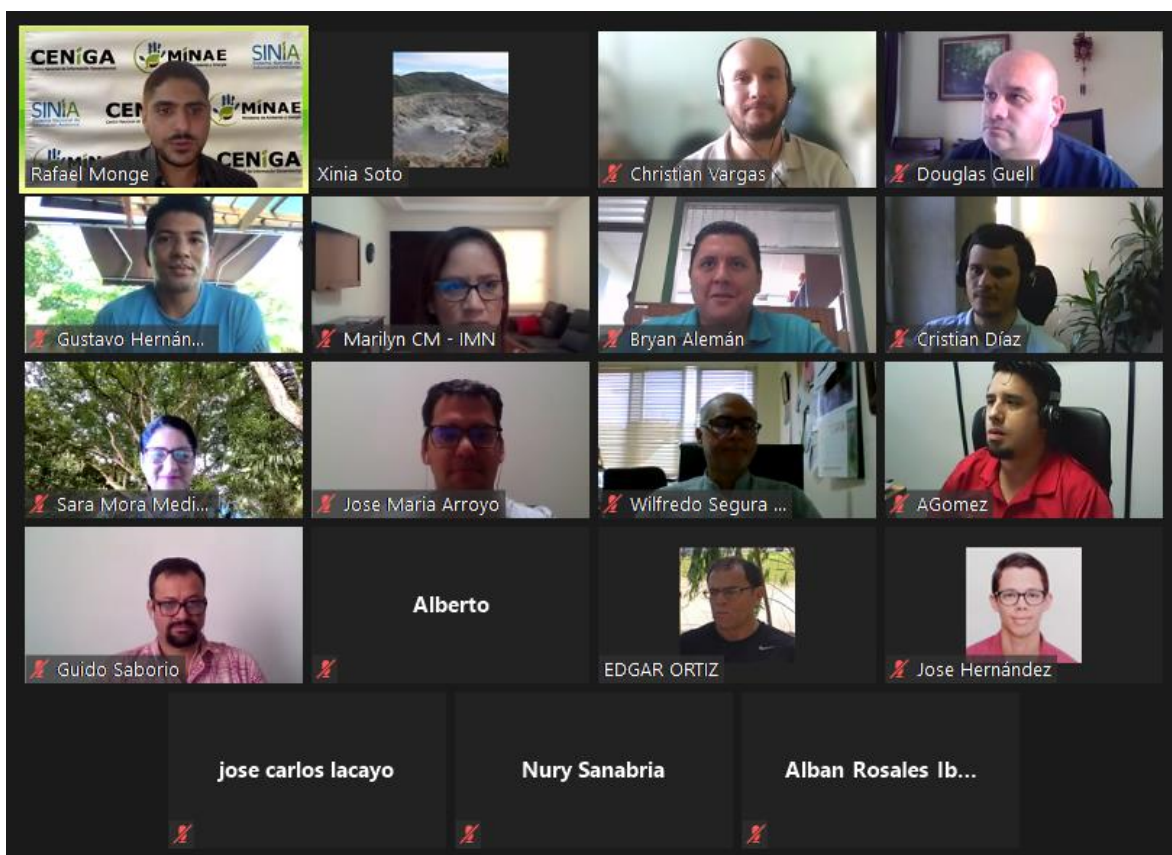 CENIGA MINAE SINIA
SINIA CEN MINAE
CENIGA
Rafael Monge
Xinia Soto
Christian Vargas
Douglas Guell
Gustavo Hernán...
Marilyn CM - IMN
Bryan Alemán
Cristian Díaz
Sara Mora Medi...
Jose Maria Arroyo
Wilfredo Segura ...
AGomez
Guido Saborio
Alberto
EDGAR ORTIZ
Jose Hernández
jose carlos lacayo
Nury Sanabria
Alban Rosales Ib...